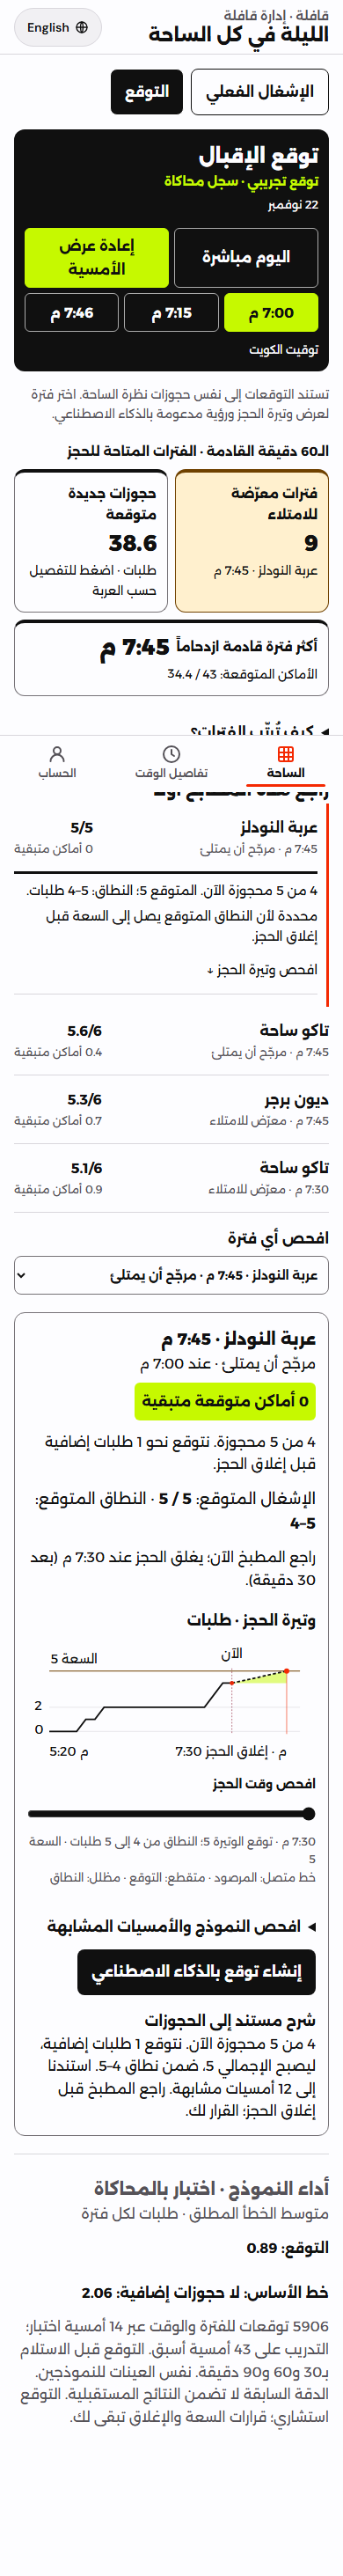 قافلة · إدارة قافلة
الليلة في كل الساحة
English
الإشغال الفعلي
التوقع
توقع الإقبال
توقع تجريبي · سجل محاكاة
22 نوفمبر
اليوم مباشرة
إعادة عرض
الأمسية
7:00 م
7:15 م
7:46 م
توقيت الكويت
تستند التوقعات إلى نفس حجوزات نظرة الساحة. اختر فترة
لعرض وتيرة الحجز ورؤية مدعومة بالذكاء الاصطناعي.
الـ60 دقيقة القادمة · الفترات المتاحة للحجز
فترات معرّضة
للامتلاء
9
عربة النودلز · 7:45 م
حجوزات جديدة
متوقعة
38.6
طلبات · اضغط للتفصيل
حسب العربة
أكثر فترة قادمة ازدحاماً 7:45 م
الأماكن المتوقعة: 43 / 34.4
كيف تُرتّب الفترات؟
الساحة
تفاصيل الوقت
الحساب
عربة النودلز
5/5
7:45 م · مرجّح أن يمتلئ
0 أماكن متبقية
4 من 5 محجوزة الآن. المتوقع 5؛ النطاق: 5–4 طلبات.
محددة لأن النطاق المتوقع يصل إلى السعة قبل
إغلاق الحجز.
افحص وتيرة الحجز ↓
تاكو ساحة
5.6/6
7:45 م · مرجّح أن يمتلئ
0.4 أماكن متبقية
ديون برجر
5.3/6
7:45 م · معرّض للامتلاء
0.7 أماكن متبقية
تاكو ساحة
5.1/6
7:30 م · معرّض للامتلاء
0.9 أماكن متبقية
افحص أي فترة
عربة النودلز · 7:45 م · مرجّح أن يمتلئ
عربة النودلز · 7:45 م
مرجّح أن يمتلئ · عند 7:00 م
0 أماكن متوقعة متبقية
4 من 5 محجوزة. نتوقع نحو 1 طلبات إضافية
قبل إغلاق الحجز.
الإشغال المتوقع: 5 / 5 · النطاق المتوقع:
5–4
راجع المطبخ الآن؛ يغلق الحجز عند 7:30 م (بعد
30 دقيقة).
وتيرة الحجز · طلبات
الآن
السعة 5
2
0
5:20 م
م · إغلاق الحجز 7:30
افحص وقت الحجز
7:30 م · توقع الوتيرة 5؛ النطاق من 4 إلى 5 طلبات · السعة
5
خط متصل: المرصود · متقطع: التوقع · مظلل: النطاق
افحص النموذج والأمسيات المشابهة
إنشاء توقع بالذكاء الاصطناعي
شرح مستند إلى الحجوزات
4 من 5 محجوزة الآن. نتوقع 1 طلبات إضافية،
ليصبح الإجمالي 5، ضمن نطاق 4–5. استندنا
إلى 12 أمسيات مشابهة. راجع المطبخ قبل
إغلاق الحجز؛ القرار لك.
أداء النموذج · اختبار بالمحاكاة
متوسط الخطأ المطلق · طلبات لكل فترة
التوقع: 0.89
خط الأساس: لا حجوزات إضافية: 2.06
5906 توقعات للفترة والوقت عبر 14 أمسية اختبار؛
التدريب على 43 أمسية أسبق. التوقع قبل الاستلام
بـ30 و60 و90 دقيقة. نفس العينات للنموذجين.
الدقة السابقة لا تضمن النتائج المستقبلية. التوقع
استشاري؛ قرارات السعة والإغلاق تبقى لك.